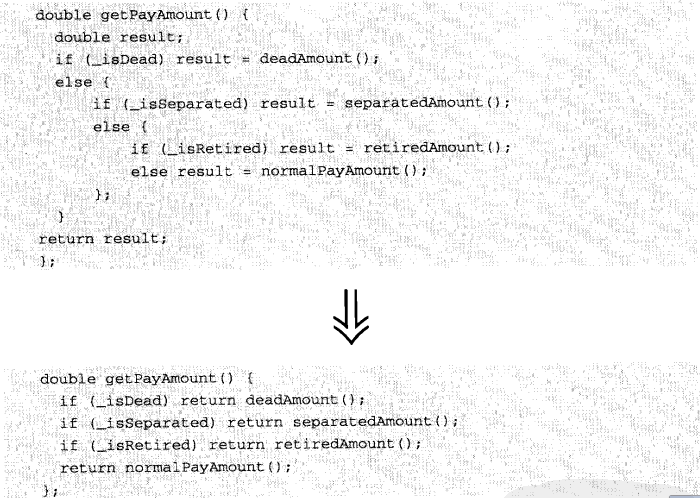 double getPayAmount() {
double result;
if (_isDead) result = deadAmount();
else {
if (_isSeparated) result = separatedAmount();
else {
if (_isRetired) result = retiredAmount();
else result = normalPayAmount();
};
}
return result;
};
double getPayAmount() {
if (_isDead) return deadAmount();
if (_isSeparated) return separatedAmount();
if (_isRetired) return retiredAmount();
return normalPayAmount();
};